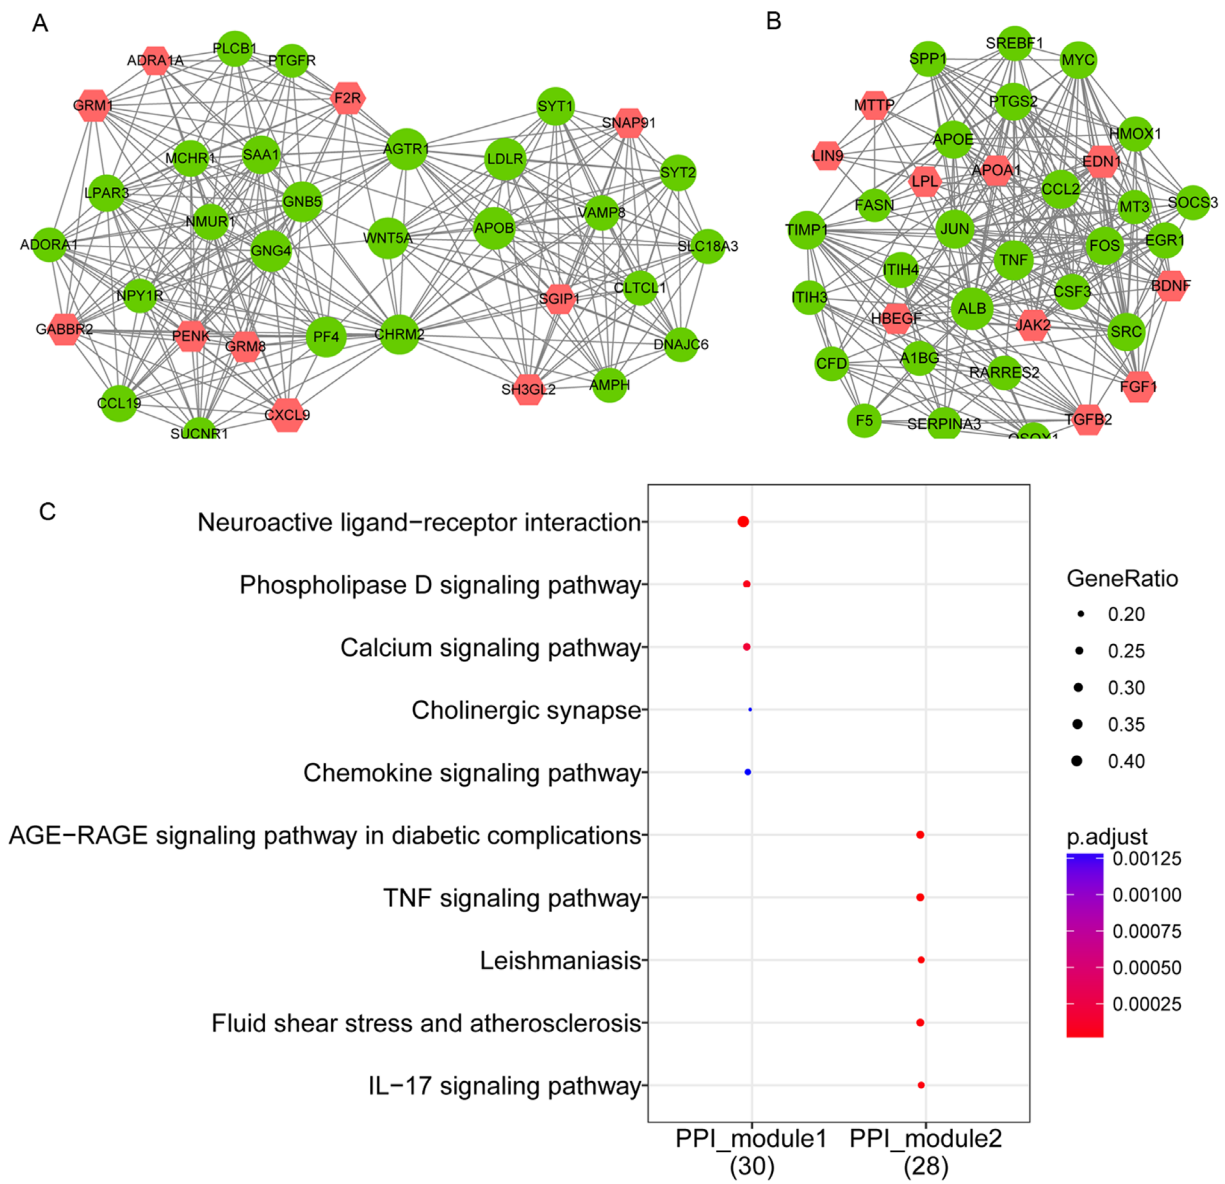 A
PLCB1
ADRA1A
PTGFR
F2R
GRM1
SYT1
SNAP91
AGTR1
MCHR1
SAA1
LDLR
SYT2
LPAR3
GNB5
VAMP8
NMUR1
APOB
WNT5A
ADORA1
GNG4
SLC18A3
CLTCL1
NPY1R
SGIP1
GABBR2
PENK
GRM8
PF4
CHRM2
DNAJC6
SH3GL2
AMPH
CCL19
CXCL9
SUCNR1
B
SREBF1
SPP1
MYC
MTTP
PTGS2
HMOX1
APOE
LIN9
EDN1
APOA1
LPL
CCL2
FASN
MT3
SOCS3
TIMP1
JUN
FOS
EGR1
TNF
ITIH4
BDNF
ITIH3
CSF3
ALB
HBEGF
JAK2
SRC
CFD
A1BG
RARRES2
FGF1
F5
SERPINA3
TGFB2
QSOX1
C
Neuroactive ligand−receptor interaction
Phospholipase D signaling pathway
Calcium signaling pathway
Cholinergic synapse
Chemokine signaling pathway
AGE−RAGE signaling pathway in diabetic complications
TNF signaling pathway
Leishmaniasis
Fluid shear stress and atherosclerosis
IL−17 signaling pathway
PPI_module1
(30)
PPI_module2
(28)
GeneRatio
0.20
0.25
0.30
0.35
0.40
p.adjust
0.00125
0.00100
0.00075
0.00050
0.00025